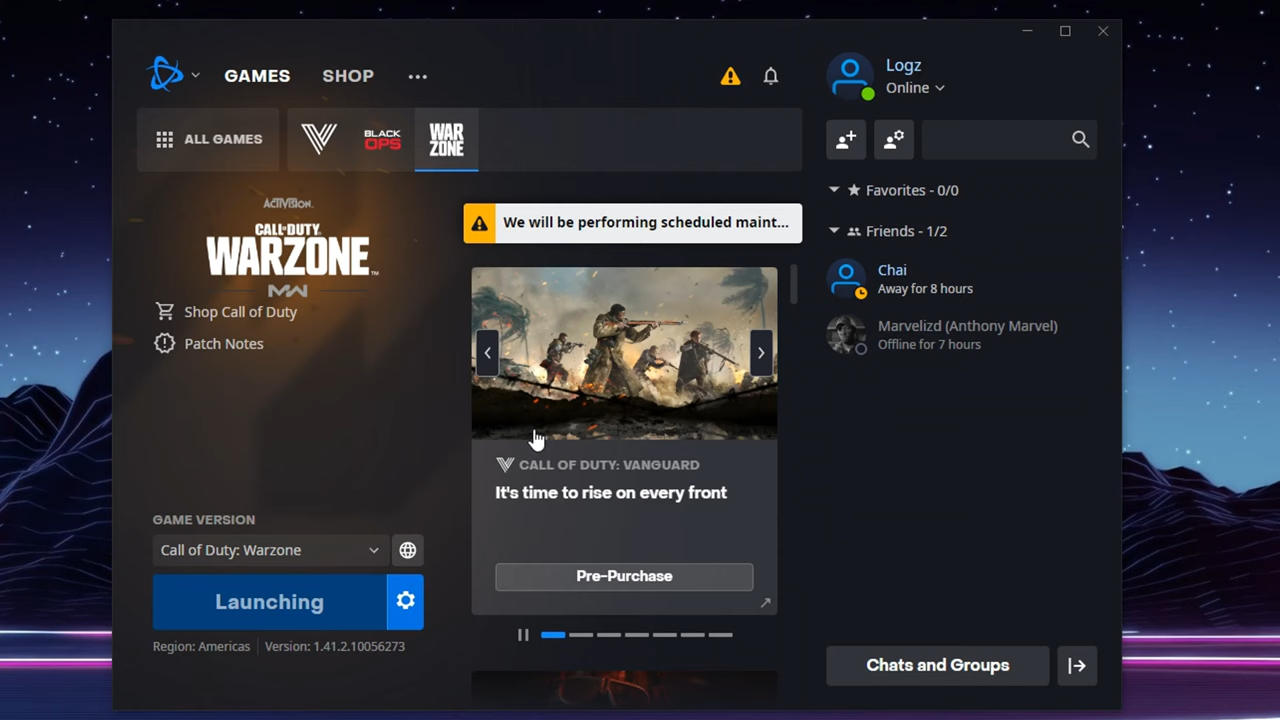 GAMES
SHOP
...
Logz
Online
ALL GAMES
BLACK
OPS
WAR
ZONE
Favorites - 0/0
Friends - 1/2
Chai
Away for 8 hours
Marvelizd (Anthony Marvel)
Offline for 7 hours
ACTIVISION.
CALL OF DUTY
WARZONE™
MW
Shop Call of Duty
Patch Notes
We will be performing scheduled maint...
CALL OF DUTY: VANGUARD
It's time to rise on every front
Pre-Purchase
GAME VERSION
Call of Duty: Warzone
Launching
Region: Americas
Version: 1.41.2.10056273
Chats and Groups